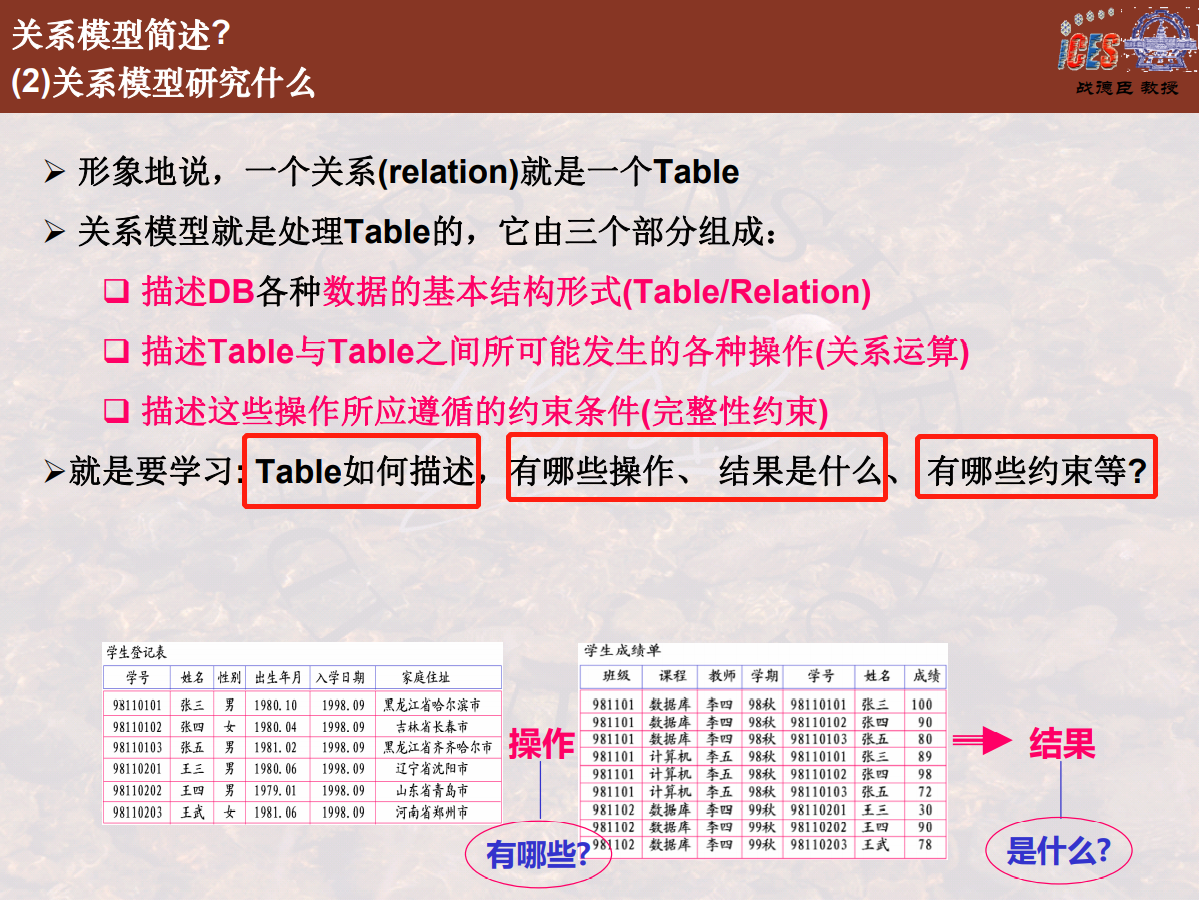 关系模型简述?
(2)关系模型研究什么
iCES
战德臣 教授
形象地说，一个关系(relation)就是一个Table
关系模型就是处理Table的，它由三个部分组成：
描述DB各种数据的基本结构形式(Table/Relation)
描述Table与Table之间所可能发生的各种操作(关系运算)
描述这些操作所应遵循的约束条件(完整性约束)
就是要学习: Table如何描述，有哪些操作、 结果是什么、 有哪些约束等?
学生登记表
学号 姓名 性别 出生年月 入学日期 家庭住址
98110101 张三 男 1980.10 1998.09 黑龙江省哈尔滨市
98110102 张四 女 1980.04 1998.09 吉林省长春市
98110103 张五 男 1981.02 1998.09 黑龙江省齐齐哈尔市
98110201 王三 男 1980.06 1998.09 辽宁省沈阳市
98110202 王四 男 1979.01 1998.09 山东省青岛市
98110203 王武 女 1981.06 1998.09 河南省郑州市
操作
有哪些?
学生成绩单
班级 课程 教师 学期 学号 姓名 成绩
981101 数据库 李四 98秋 98110101 张三 100
981101 数据库 李四 98秋 98110102 张四 90
981101 数据库 李四 98秋 98110103 张五 80
981101 计算机 李五 98秋 98110101 张三 89
981101 计算机 李五 98秋 98110102 张四 98
981101 计算机 李五 98秋 98110103 张五 72
981102 数据库 李四 99秋 98110201 王三 30
981102 数据库 李四 99秋 98110202 王四 90
981102 数据库 李四 99秋 98110203 王武 78
结果
是什么?